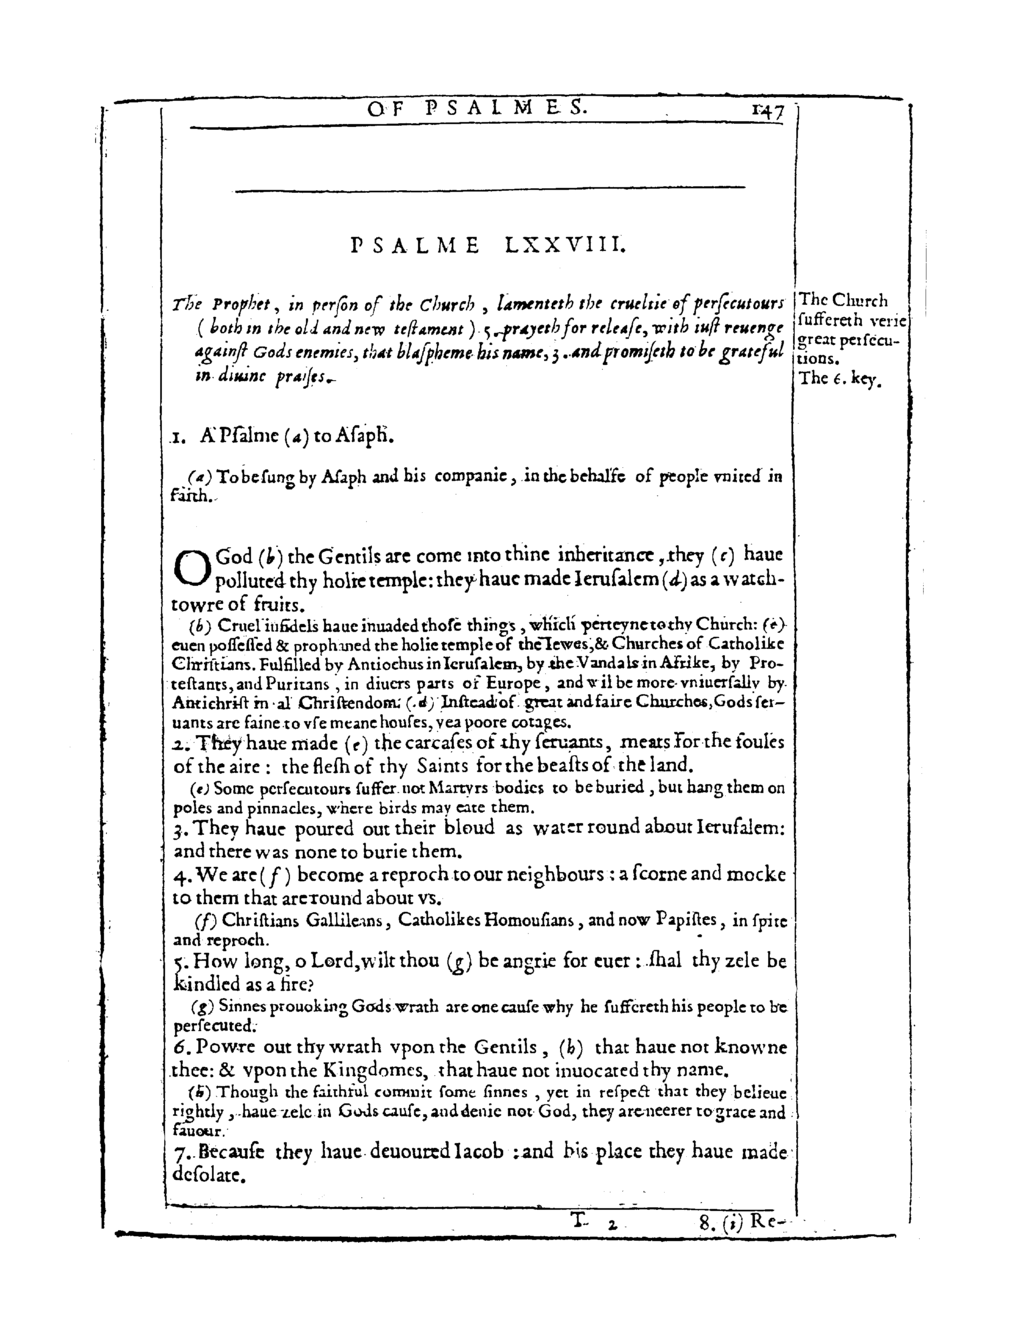 OF PSALMES. 147
PSALME LXXVIII.
The Prophet, in perſon of the Church, lamenteth the crueltie of perſecutours
( both in the old and new teſtament ). 5. prayeth for releaſe, with iuſt reuenge
againſt Gods enemies, that blaſpheme his name, 3. and promiſeth to be grateful
in diuine praiſes.
The Church
ſuffereth verie
great perſecu-
tions.
The 6. key.
1. A Pſalme (a) to Aſaph.
(a) To be ſung by Aſaph and his companie, in the behalfe of people vnited in
faith.
O God (b) the Gentils are come into thine inheritance, they (c) haue
polluted thy holie temple: they haue made Ieruſalem (d) as a watch-
towre of fruits.
(b) Cruel infidels haue inuaded thoſe things, which perteyne to thy Church: (c)
euen poſſeſſed & prophaned the holie temple of the Iewes, & Churches of Catholike
Chriſtians. Fulfilled by Antiochus in Ieruſalem, by the Vandals in Afrike, by Pro-
teſtants, and Puritans, in diuers parts of Europe, and wil be more vniuerſally by
Antichriſt in al Chriſtendom: (d) Inſtead of great and faire Churches, Gods ſer-
uants are faine to vſe meane houſes, yea poore cotages.
2. They haue made (e) the carcaſes of thy ſeruants, meats for the foules
of the aire : the fleſh of thy Saints for the beaſts of the land.
(e) Some perſecutours ſuffer not Martyrs bodies to be buried, but hang them on
poles and pinnacles, where birds may eate them.
3. They haue poured out their bloud as water round about Ieruſalem:
and there was none to burie them.
4. We are (f) become a reproch to our neighbours : a ſcorne and mocke
to them that are round about vs.
(f) Chriſtians Gallileans, Catholikes Homouſians, and now Papiſtes, in ſpite
and reproch.
5. How long, o Lord, wilt thou (g) be angrie for euer : ſhal thy zele be
kindled as a fire?
(g) Sinnes prouoking Gods wrath are one cauſe why he ſuffereth his people to be
perſecuted.
6. Powre out thy wrath vpon the Gentils, (h) that haue not knowne
thee: & vpon the Kingdomes, that haue not inuocated thy name.
(h) Though the faithful commit ſome ſinnes, yet in reſpect that they belieue
rightly, haue zele in Gods cauſe, and denie not God, they are neerer to grace and
fauour.
7. Becauſe they haue deuoured Iacob : and his place they haue made
deſolate.
T 2 8. (i) Re-